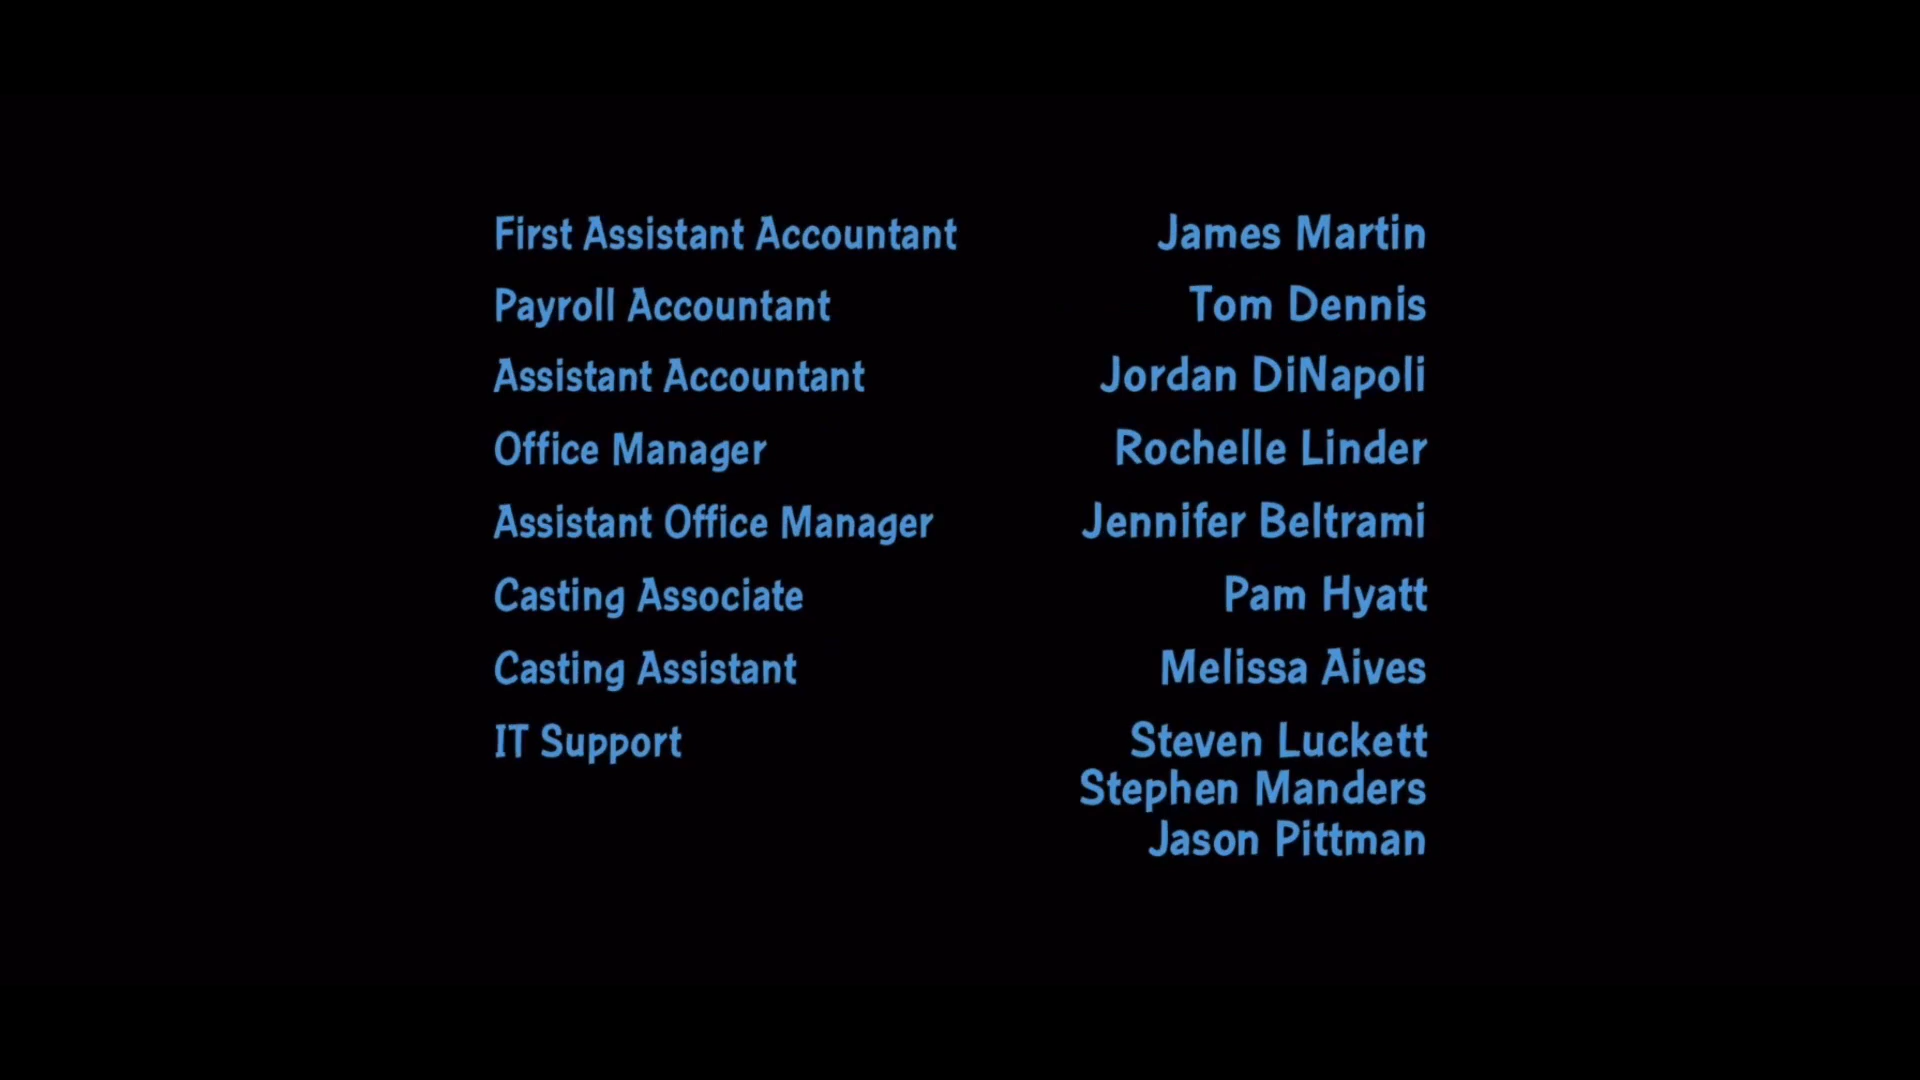 First Assistant Accountant James Martin
Payroll Accountant Tom Dennis
Assistant Accountant Jordan DiNapoli
Office Manager Rochelle Linder
Assistant Office Manager Jennifer Beltrami
Casting Associate Pam Hyatt
Casting Assistant Melissa Aives
IT Support Steven Luckett
Stephen Manders
Jason Pittman